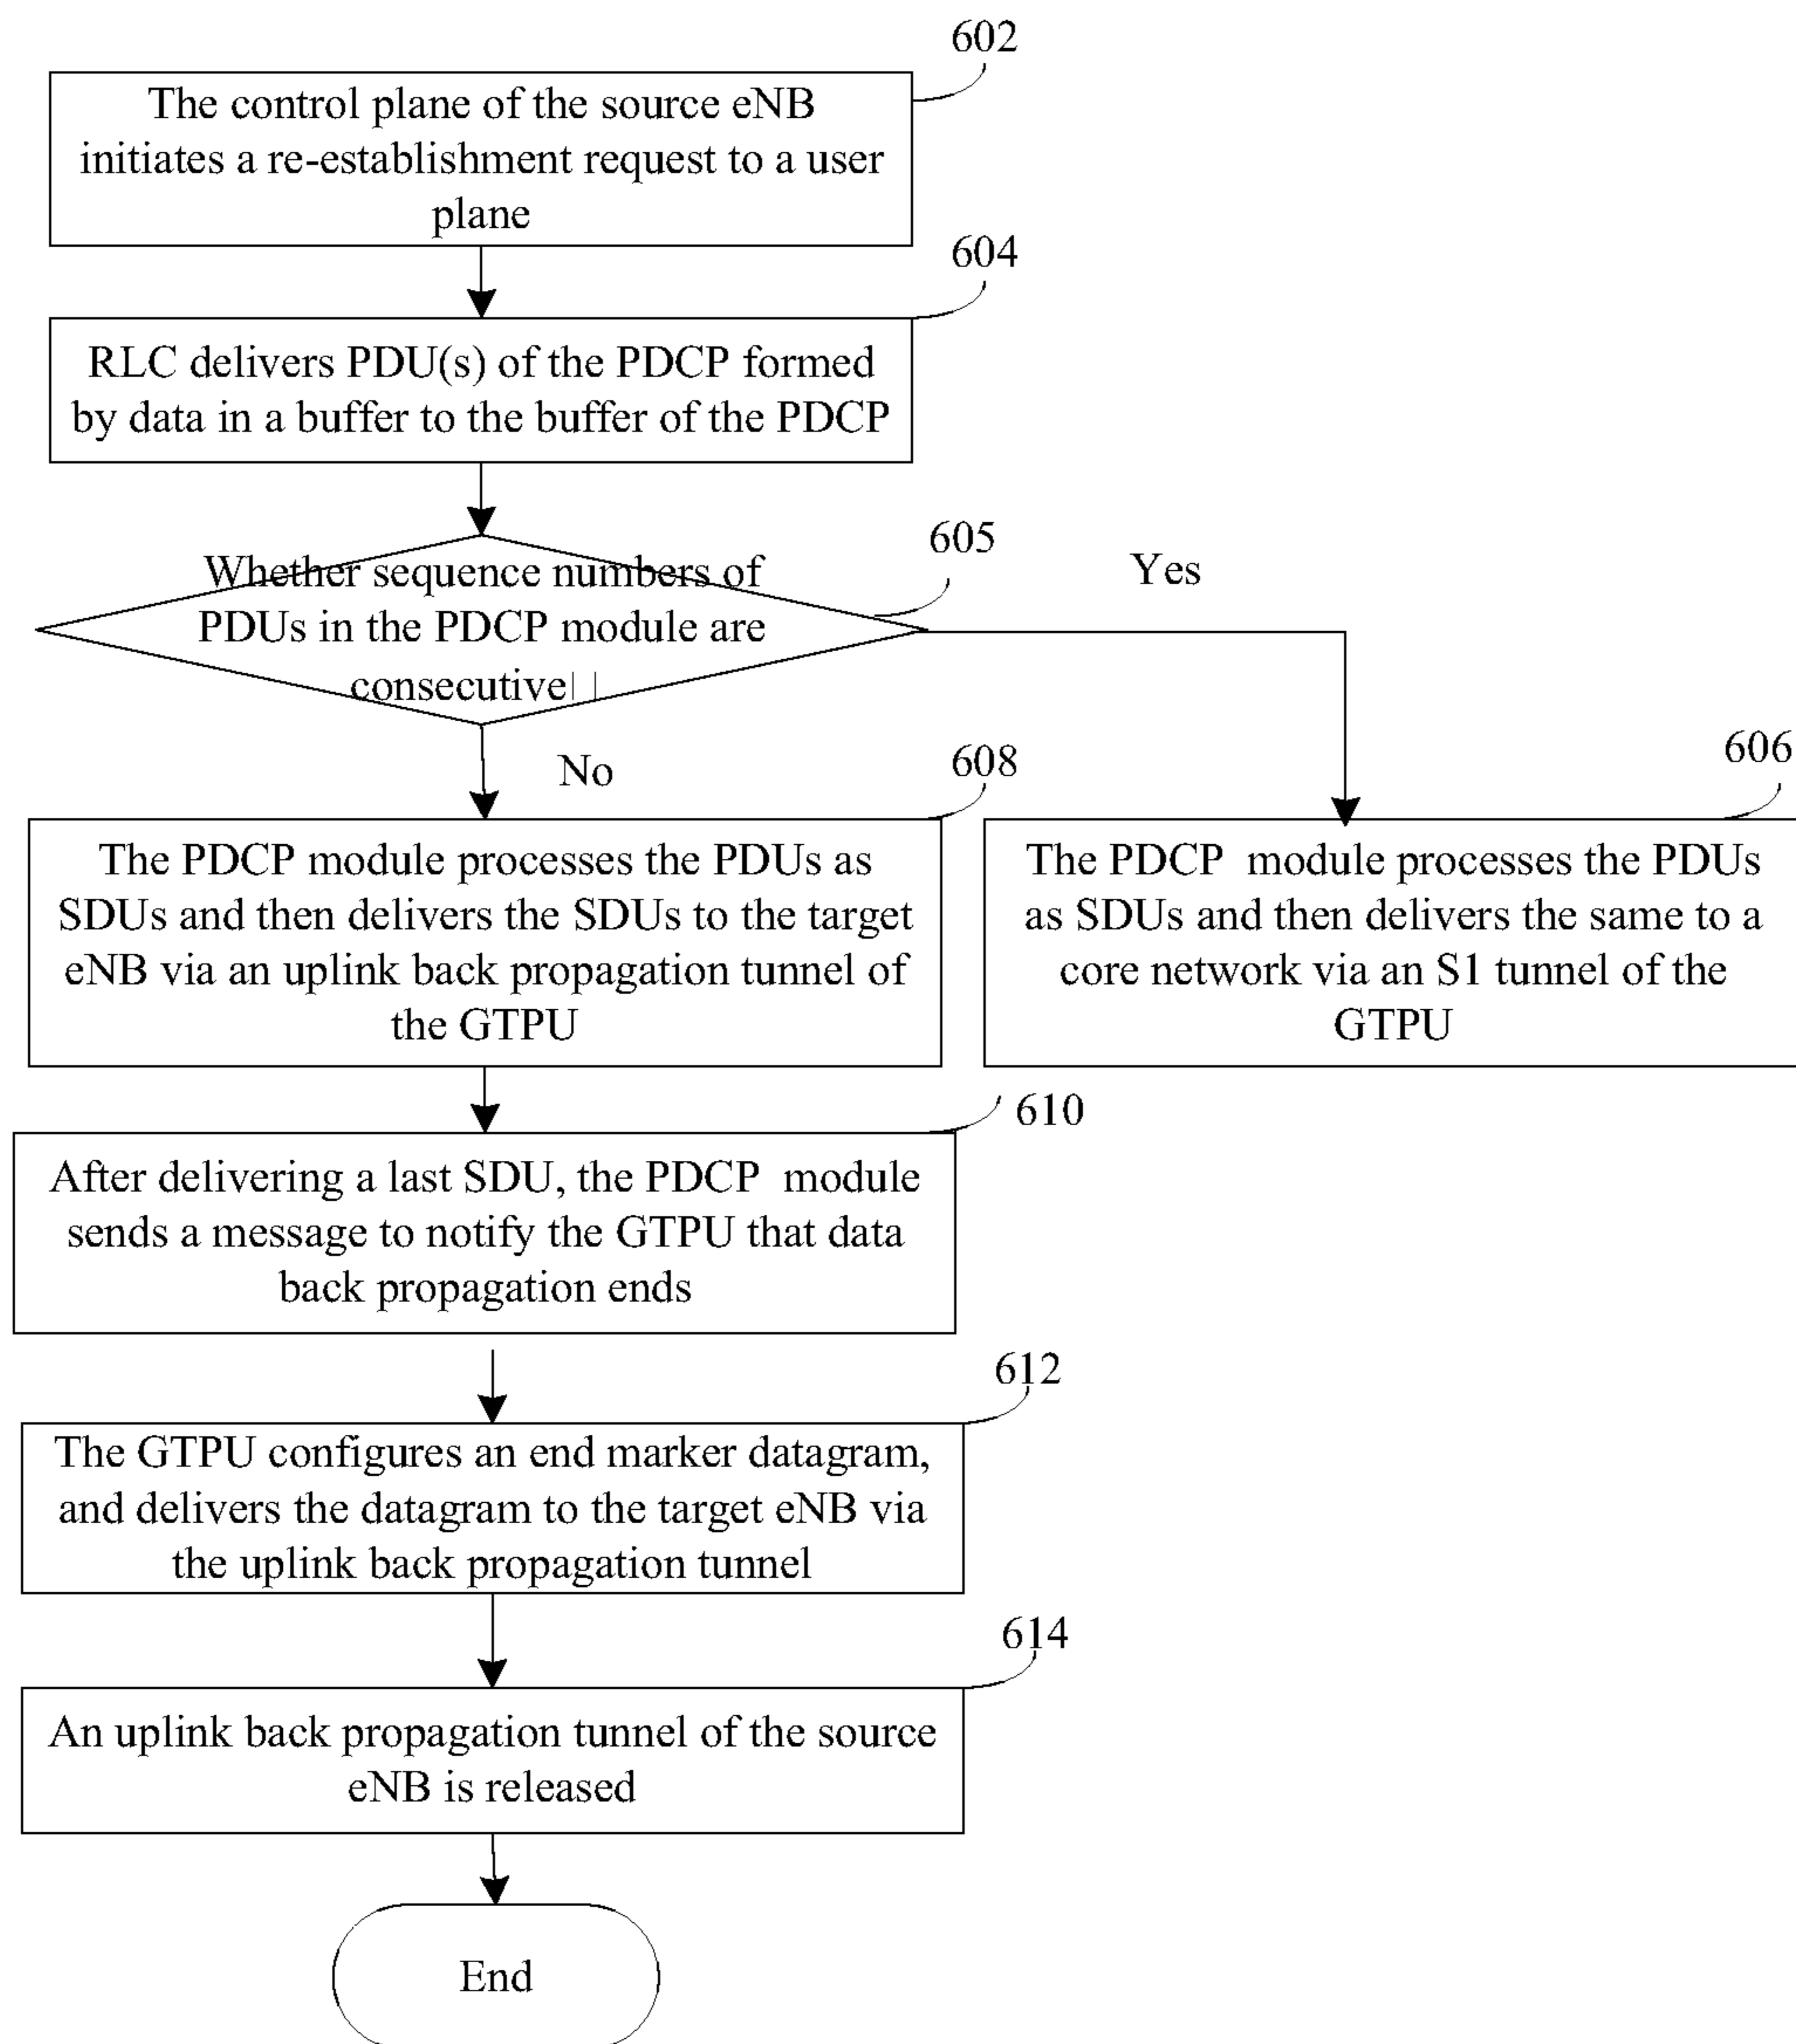 602
The control plane of the source eNB
initiates a re-establishment request to a user
plane
604
RLC delivers PDU(s) of the PDCP formed
by data in a buffer to the buffer of the PDCP
605
Whether sequence numbers of
PDUs in the PDCP module are
consecutive
Yes
No
608
The PDCP module processes the PDUs as
SDUs and then delivers the SDUs to the target
eNB via an uplink back propagation tunnel of
the GTPU
606
The PDCP module processes the PDUs
as SDUs and then delivers the same to a
core network via an S1 tunnel of the
GTPU
610
After delivering a last SDU, the PDCP module
sends a message to notify the GTPU that data
back propagation ends
612
The GTPU configures an end marker datagram,
and delivers the datagram to the target eNB via
the uplink back propagation tunnel
614
An uplink back propagation tunnel of the source
eNB is released
End